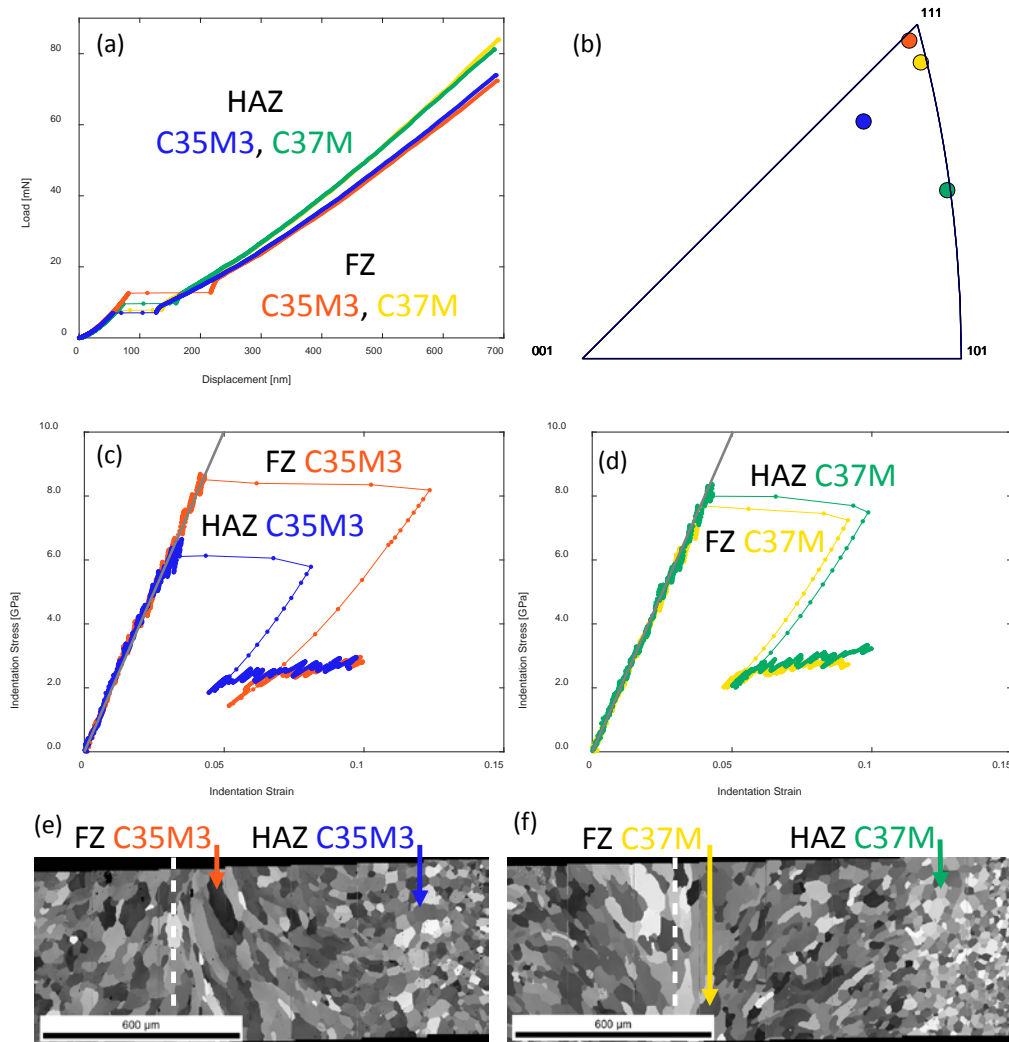 (a)
80
60
40
20
0
Load [mN]
HAZ
C35M3, C37M
FZ
C35M3, C37M
0 100 200 300 400 500 600 700
Displacement [nm]
(b)
111
001
101
(c)
10.0
8.0
6.0
4.0
2.0
0.0
Indentation Stress [GPa]
FZ C35M3
HAZ C35M3
0 0.05 0.1 0.15
Indentation Strain
(d)
10.0
8.0
6.0
4.0
2.0
0.0
Indentation Stress [GPa]
HAZ C37M
FZ C37M
0 0.05 0.1 0.15
Indentation Strain
(e)
FZ C35M3 HAZ C35M3
600 µm
(f)
FZ C37M HAZ C37M
600 µm